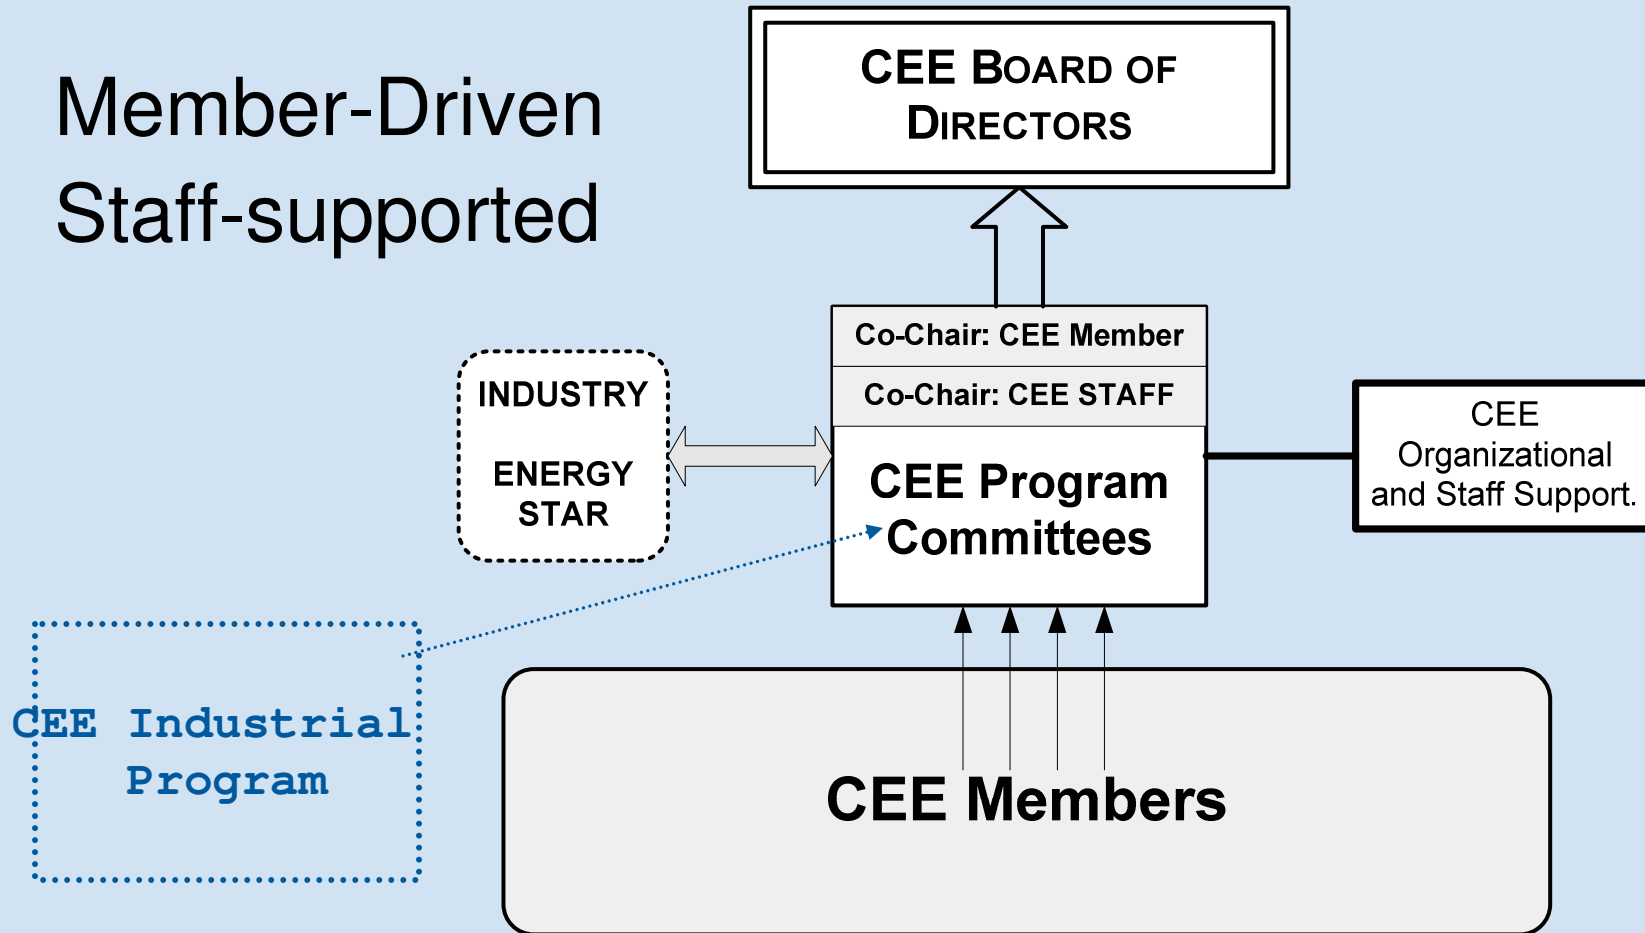 Member-Driven
Staff-supported
CEE BOARD OF
DIRECTORS
Co-Chair: CEE Member
Co-Chair: CEE STAFF
CEE Program
Committees
INDUSTRY
ENERGY
STAR
CEE
Organizational
and Staff Support.
CEE Industrial
Program
CEE Members